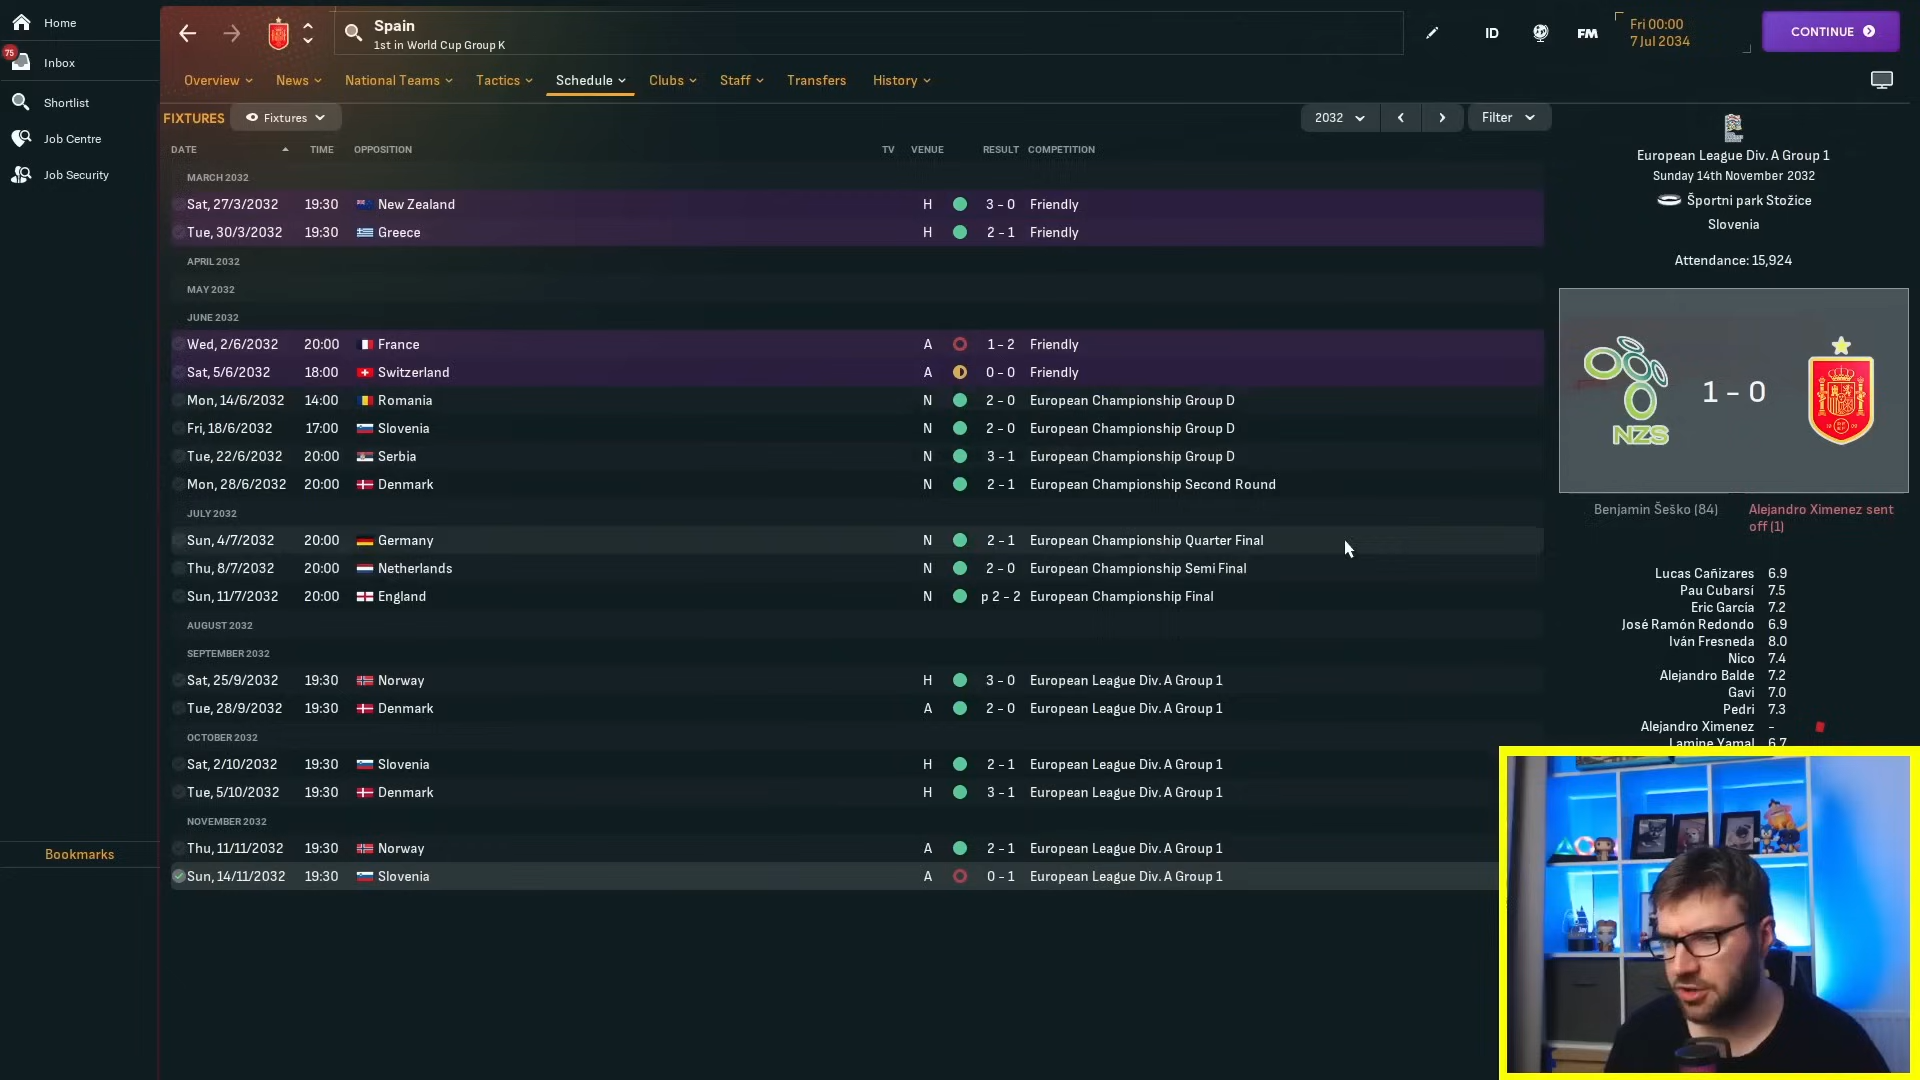 Home
75
Inbox
Shortlist
Job Centre
Job Security
Bookmarks
Spain
1st in World Cup Group K
ID
FM
Fri 00:00
7 Jul 2034
CONTINUE
Overview
News
National Teams
Tactics
Schedule
Clubs
Staff
Transfers
History
FIXTURES
Fixtures
2032
Filter
DATE TIME OPPOSITION TV VENUE RESULT COMPETITION
MARCH 2032
Sat, 27/3/2032 19:30 New Zealand H 3 - 0 Friendly
Tue, 30/3/2032 19:30 Greece H 2 - 1 Friendly
APRIL 2032
MAY 2032
JUNE 2032
Wed, 2/6/2032 20:00 France A 1 - 2 Friendly
Sat, 5/6/2032 18:00 Switzerland A 0 - 0 Friendly
Mon, 14/6/2032 14:00 Romania N 2 - 0 European Championship Group D
Fri, 18/6/2032 17:00 Slovenia N 2 - 0 European Championship Group D
Tue, 22/6/2032 20:00 Serbia N 3 - 1 European Championship Group D
Mon, 28/6/2032 20:00 Denmark N 2 - 1 European Championship Second Round
JULY 2032
Sun, 4/7/2032 20:00 Germany N 2 - 1 European Championship Quarter Final
Thu, 8/7/2032 20:00 Netherlands N 2 - 0 European Championship Semi Final
Sun, 11/7/2032 20:00 England N p 2 - 2 European Championship Final
AUGUST 2032
SEPTEMBER 2032
Sat, 25/9/2032 19:30 Norway H 3 - 0 European League Div. A Group 1
Tue, 28/9/2032 19:30 Denmark A 2 - 0 European League Div. A Group 1
OCTOBER 2032
Sat, 2/10/2032 19:30 Slovenia H 2 - 1 European League Div. A Group 1
Tue, 5/10/2032 19:30 Denmark H 3 - 1 European League Div. A Group 1
NOVEMBER 2032
Thu, 11/11/2032 19:30 Norway A 2 - 1 European League Div. A Group 1
Sun, 14/11/2032 19:30 Slovenia A 0 - 1 European League Div. A Group 1
European League Div. A Group 1
Sunday 14th November 2032
Športni park Stožice
Slovenia
Attendance: 15,924
NZS
1 - 0
Benjamin Šeško (84)
Alejandro Ximenez sent
off (1)
Lucas Cañizares 6.9
Pau Cubarsí 7.5
Eric García 7.2
José Ramón Redondo 6.9
Iván Fresneda 8.0
Nico 7.4
Alejandro Balde 7.2
Gavi 7.0
Pedri 7.3
Alejandro Ximenez -
Lamine Yamal 6.7